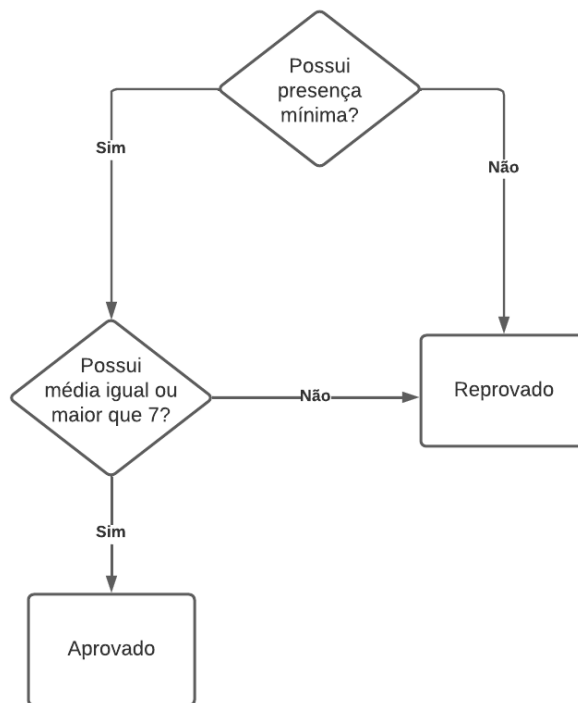 Possui
presença
mínima?
Sim
Não
Possui
média igual ou
maior que 7?
Não
Reprovado
Sim
Aprovado